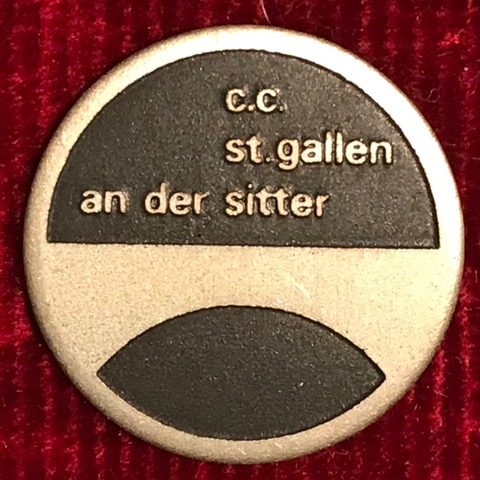 c.c.
st.gallen
an der sitter